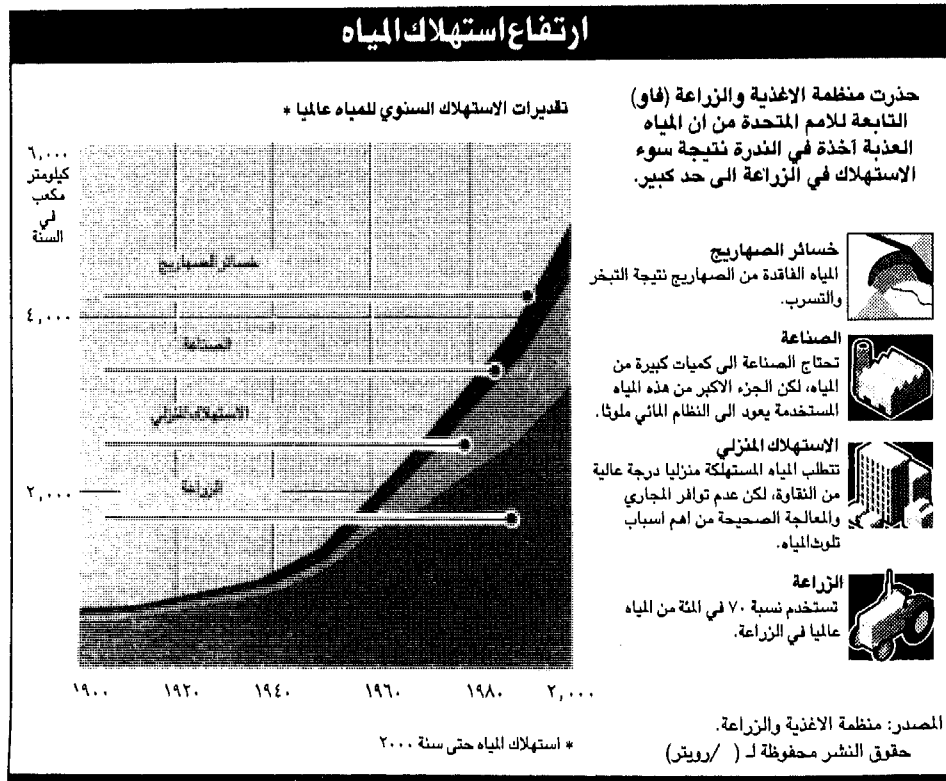 ارتفاع استهلاك المياه
حذرت منظمة الاغذية والزراعة (فاو)
التابعة للامم المتحدة من ان المياه
العذبة آخذة في الندرة نتيجة سوء
الاستهلاك في الزراعة الى حد كبير.
خسائر الصهاريج
المياه الفاقدة من الصهاريج نتيجة التبخر
والتسرب.
الصناعة
تحتاج الصناعة الى كميات كبيرة من
المياه، لكن الجزء الاكبر من هذه المياه
المستخدمة يعود الى النظام المائي ملوثا.
الاستهلاك المنزلي
تتطلب المياه المستهلكة منزليا درجة عالية
من النقاوة، لكن عدم توافر المجاري
والمعالجة الصحيحة من اهم اسباب
تلوث المياه.
الزراعة
تستخدم نسبة ٧٠ في المئة من المياه
عالميا في الزراعة.
المصدر: منظمة الاغذية والزراعة.
حقوق النشر محفوظة لـ ( /رويتر)
تقديرات الاستهلاك السنوي للمياه عالميا *
٦,٠٠٠
كيلومتر
مكعب
في
السنة
٤,٠٠٠
٢,٠٠٠
خسائر الصهاريج
الصناعة
الاستهلاك المنزلي
الزراعة
١٩٠٠ ١٩٢٠ ١٩٤٠ ١٩٦٠ ١٩٨٠ ٢,٠٠٠
* استهلاك المياه حتى سنة ٢٠٠٠